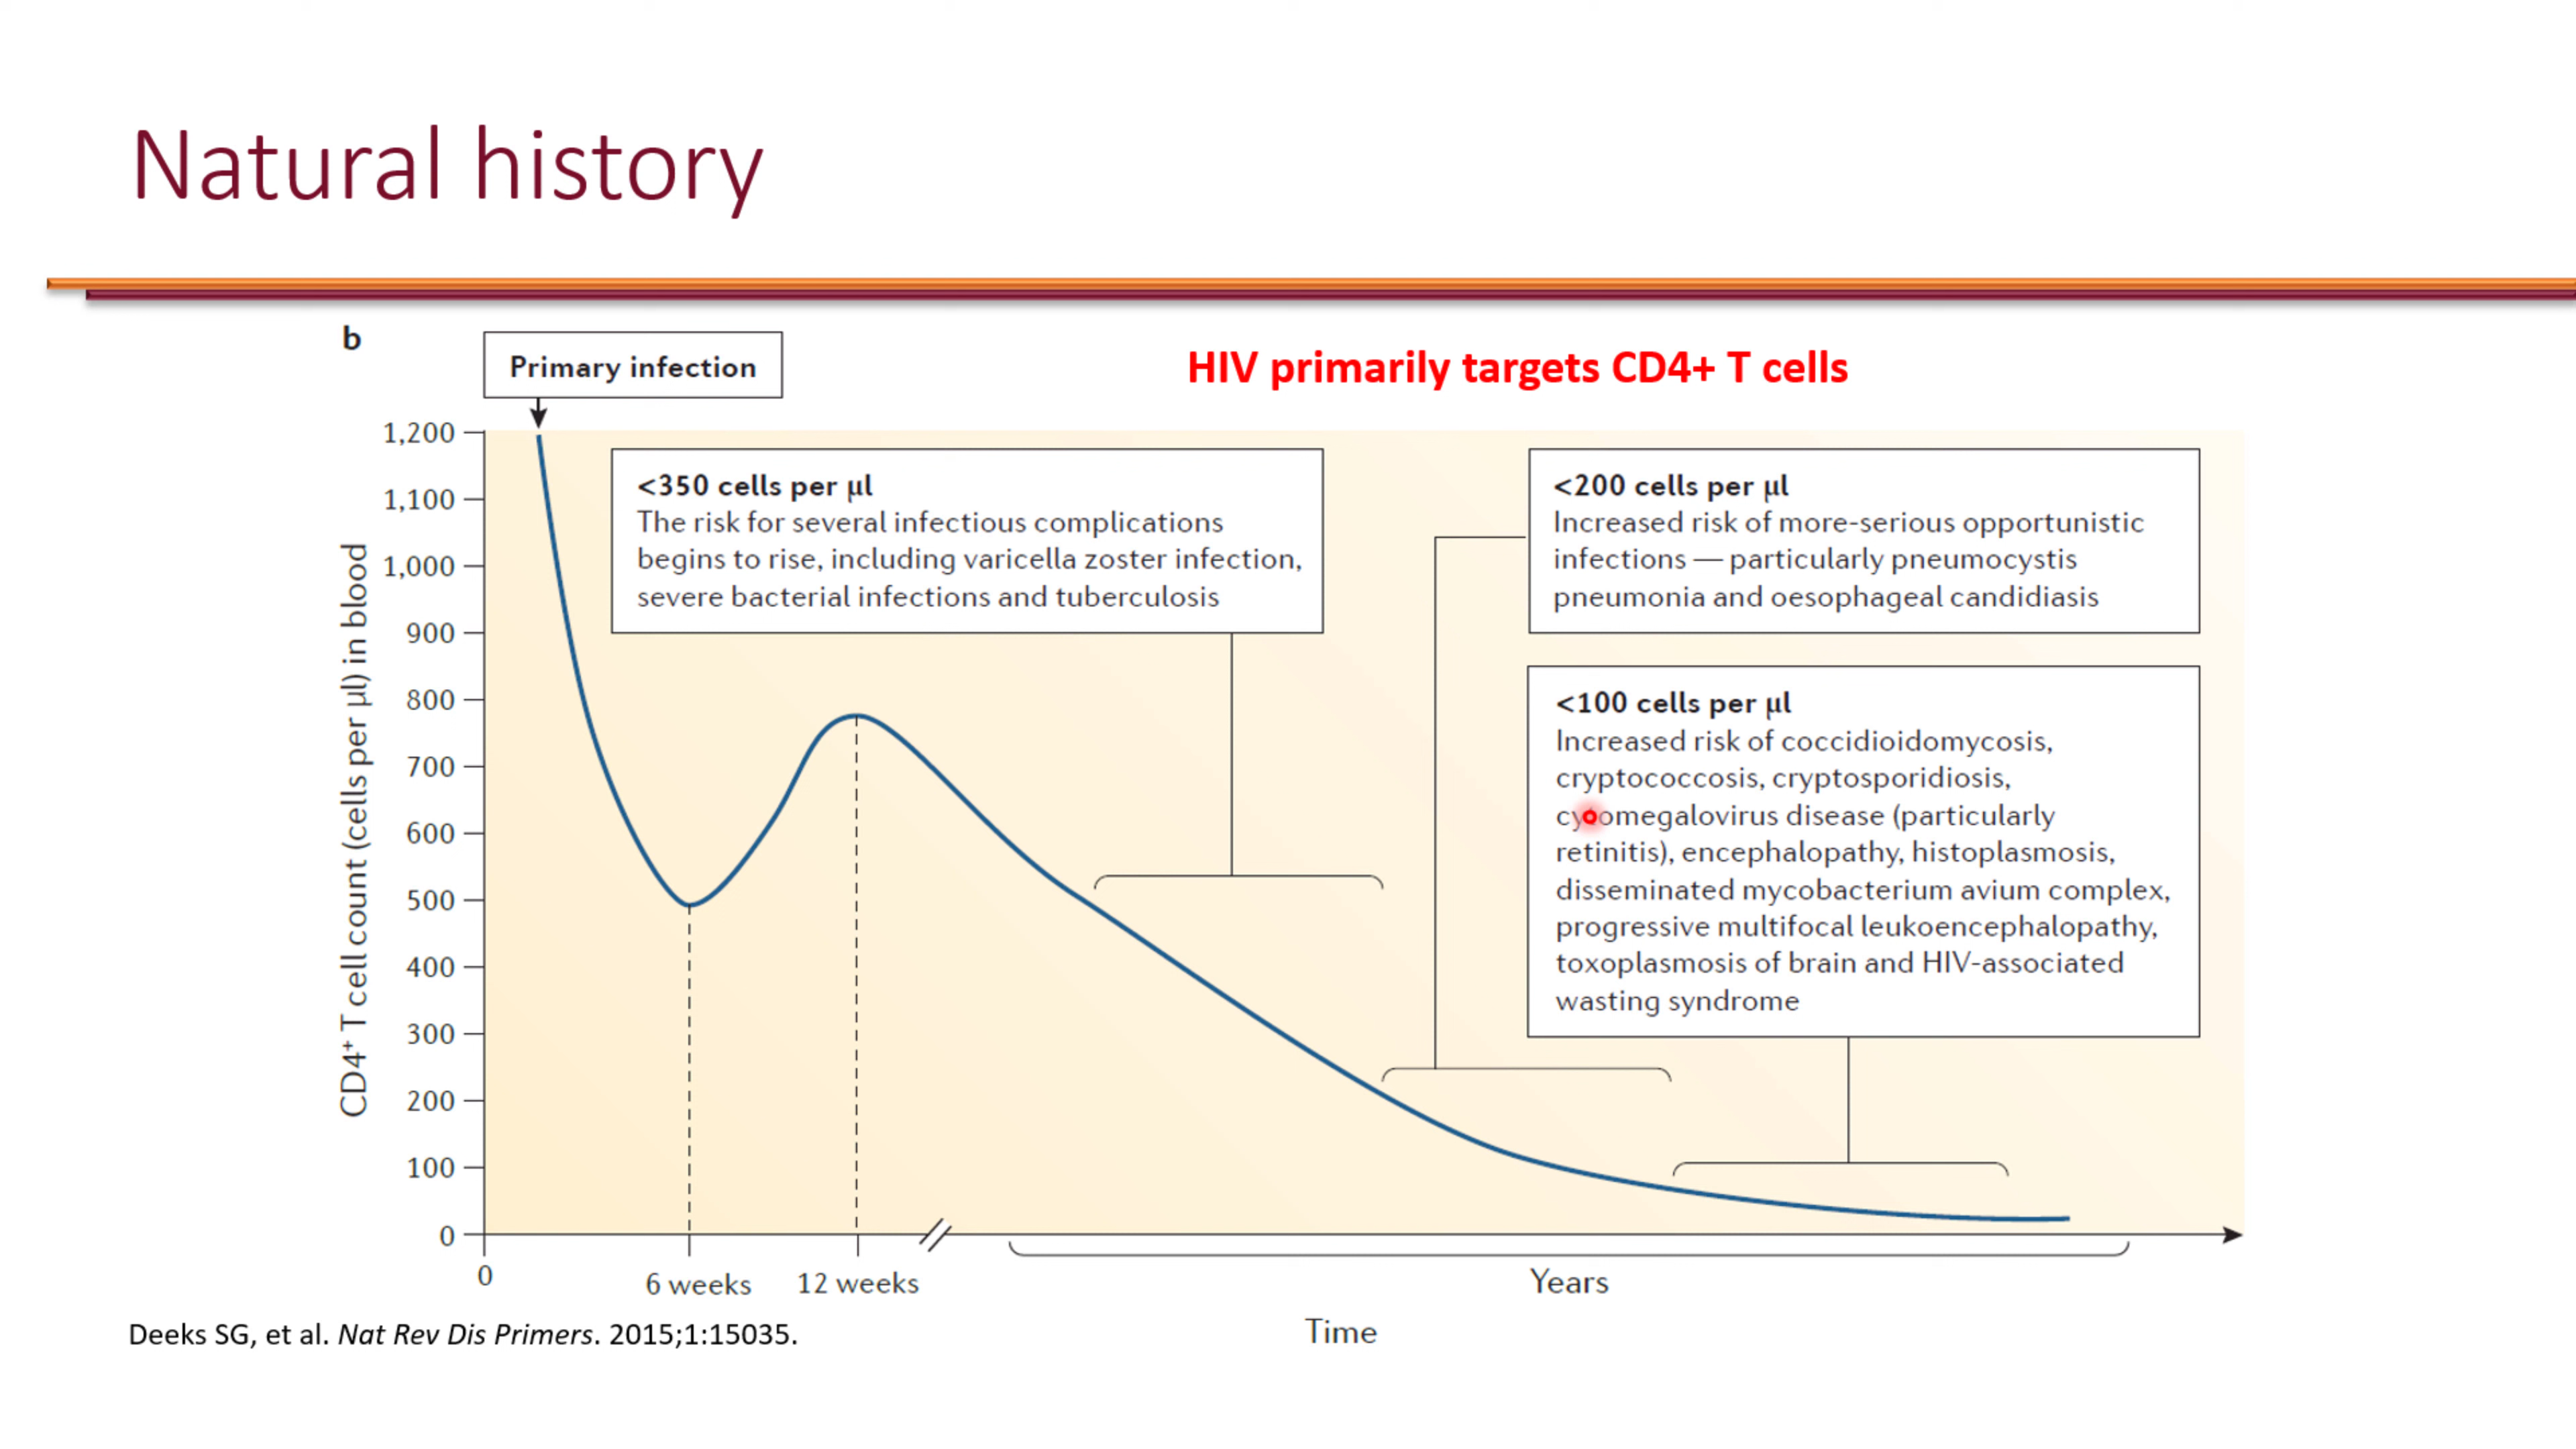 Natural history
b
Primary infection
HIV primarily targets CD4+ T cells
CD4⁺ T cell count (cells per µl) in blood
1,200
1,100
1,000
900
800
700
600
500
400
300
200
100
0
<350 cells per µl
The risk for several infectious complications
begins to rise, including varicella zoster infection,
severe bacterial infections and tuberculosis
<200 cells per µl
Increased risk of more-serious opportunistic
infections — particularly pneumocystis
pneumonia and oesophageal candidiasis
<100 cells per µl
Increased risk of coccidioidomycosis,
cryptococcosis, cryptosporidiosis,
cytomegalovirus disease (particularly
retinitis), encephalopathy, histoplasmosis,
disseminated mycobacterium avium complex,
progressive multifocal leukoencephalopathy,
toxoplasmosis of brain and HIV-associated
wasting syndrome
0
6 weeks
12 weeks
Years
Time
Deeks SG, et al. Nat Rev Dis Primers. 2015;1:15035.